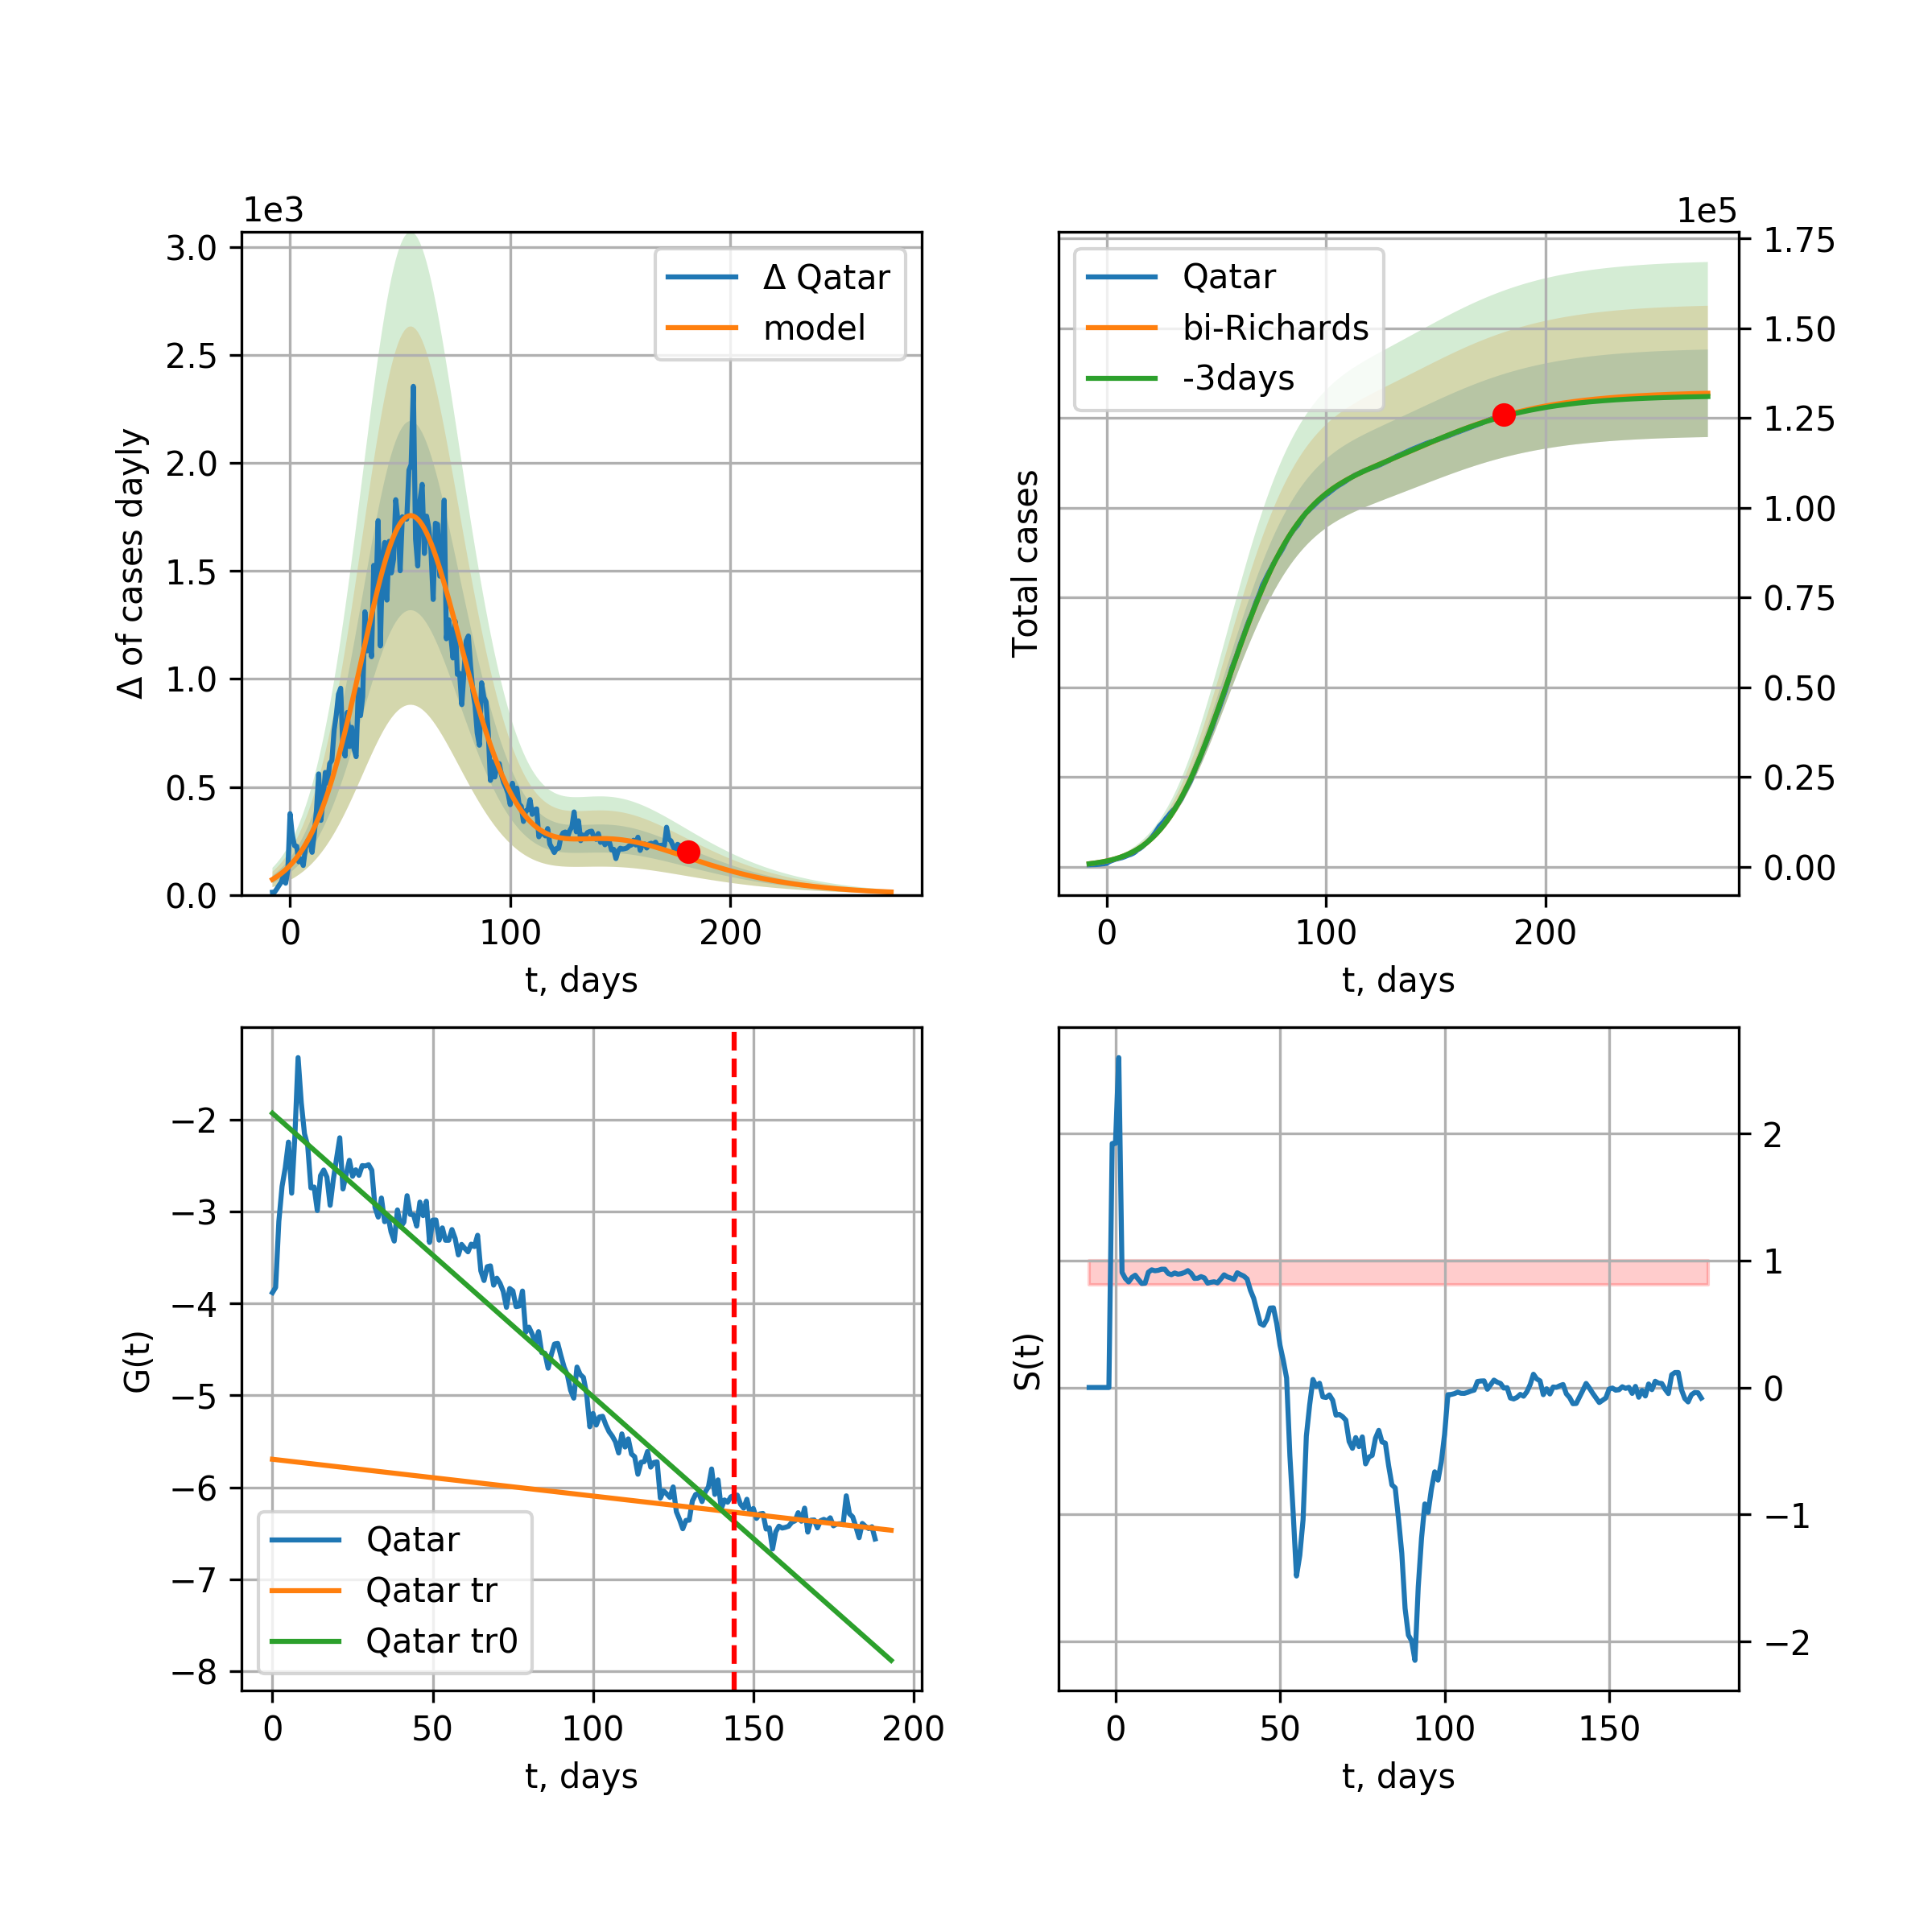 1e3
3.0
2.5
2.0
1.5
1.0
0.5
0.0
Δ of cases dayly
Δ Qatar
model
0 100 200
t, days
1e5
1.75
1.50
1.25
1.00
0.75
0.50
0.25
0.00
Total cases
Qatar
bi-Richards
-3days
0 100 200
t, days
−2
−3
−4
−5
−6
−7
−8
G(t)
Qatar
Qatar tr
Qatar tr0
0 50 100 150 200
t, days
2
1
0
−1
−2
S(t)
0 50 100 150
t, days